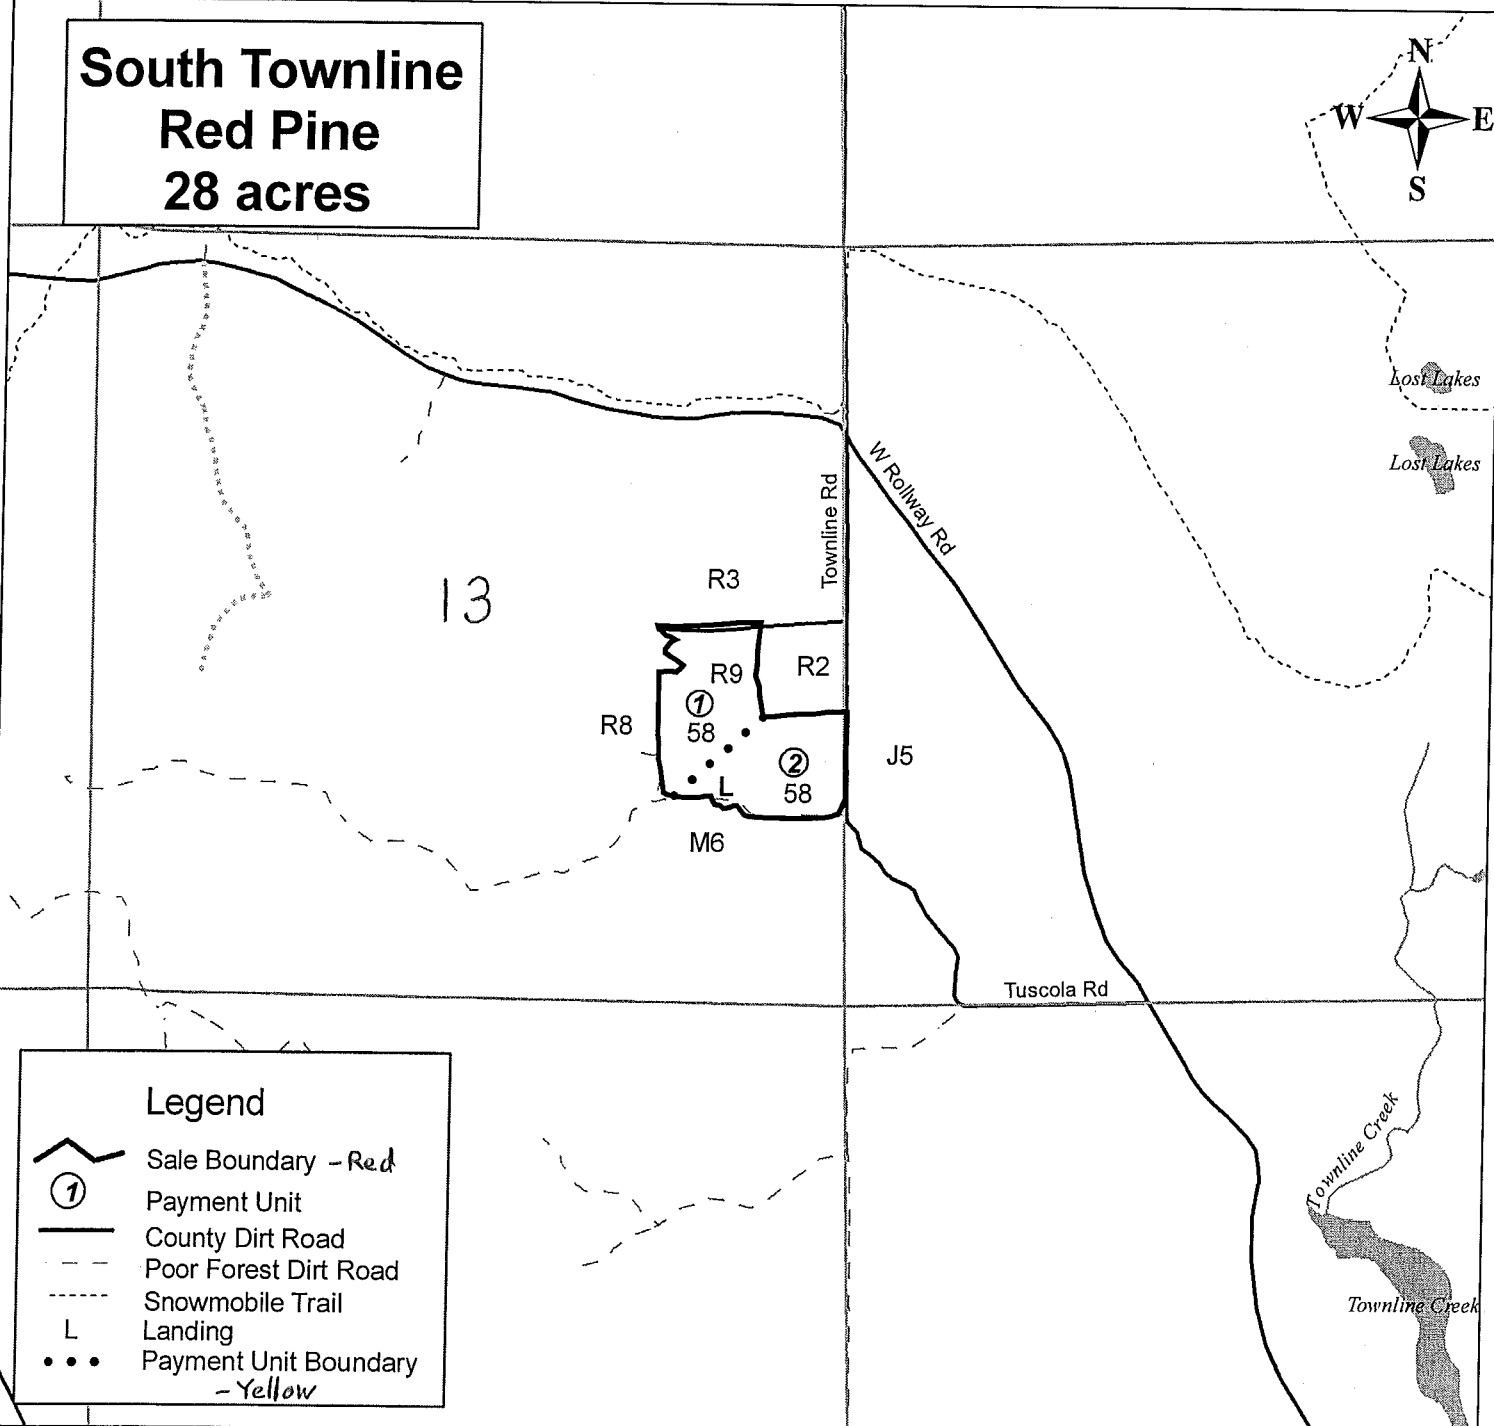 South Townline
Red Pine
28 acres
N
W E
S
Lost Lakes
Lost Lakes
W Rollway Rd
Townline Rd
R3
13
R2
R9
1
58
R8
2
58
J5
L
M6
Tuscola Rd
Townline Creek
Townline Creek
Legend
Sale Boundary - Red
1 Payment Unit
County Dirt Road
Poor Forest Dirt Road
Snowmobile Trail
L Landing
Payment Unit Boundary
- Yellow